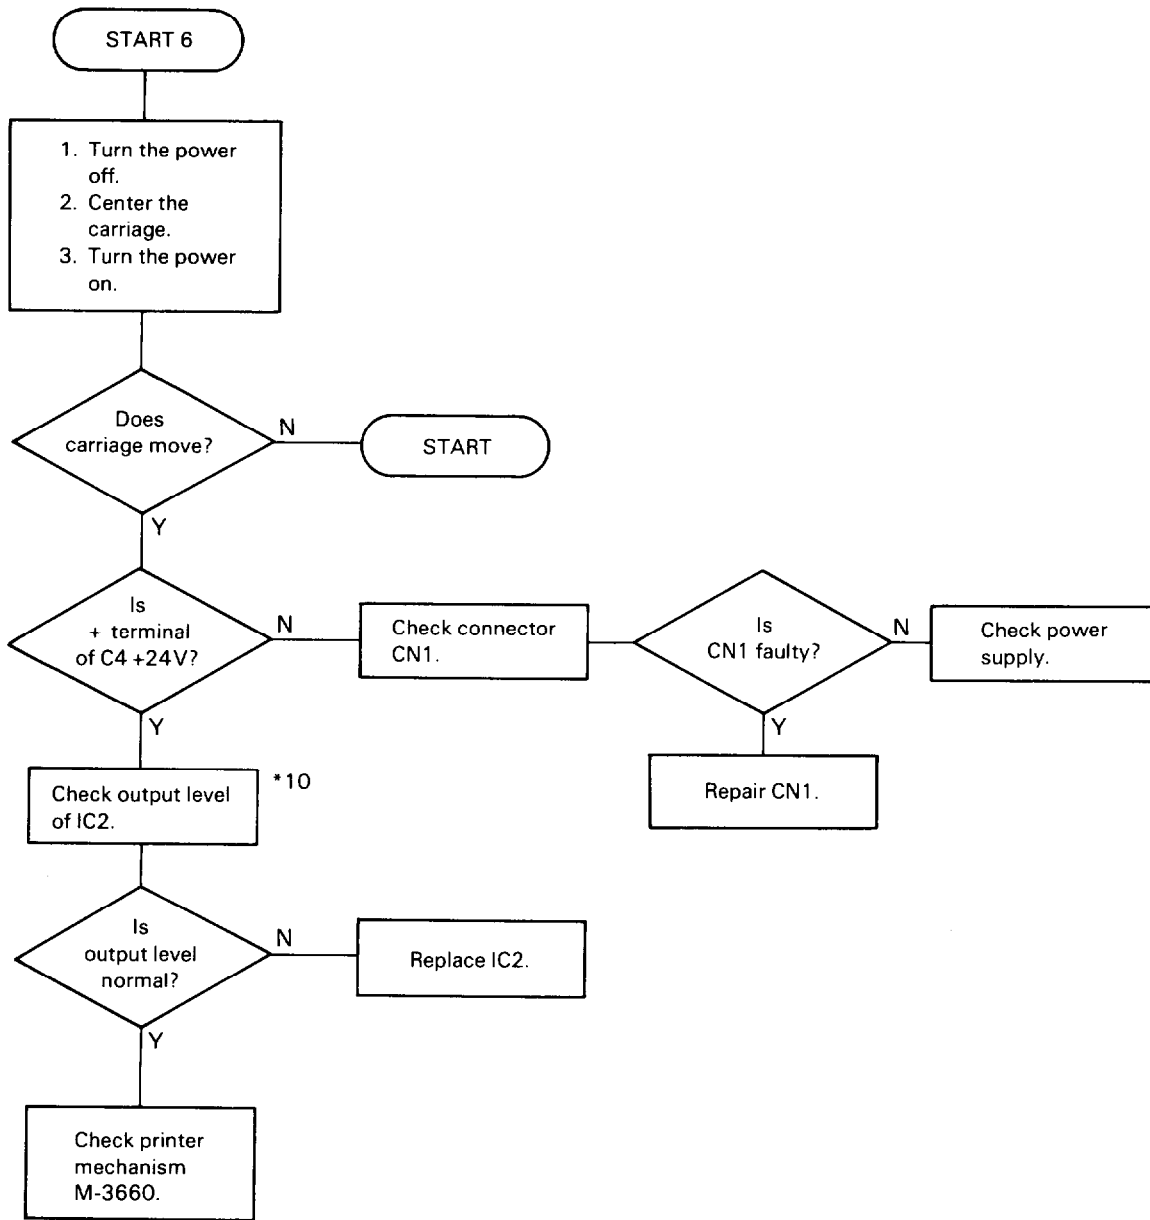 START 6
1. Turn the power
off.
2. Center the
carriage.
3. Turn the power
on.
Does
carriage move?
N
START
Y
Is
+ terminal
of C4 +24V?
N
Check connector
CN1.
Is
CN1 faulty?
N
Check power
supply.
Y
Y
Repair CN1.
Check output level
of IC2.
*10
Is
output level
normal?
N
Replace IC2.
Y
Check printer
mechanism
M-3660.